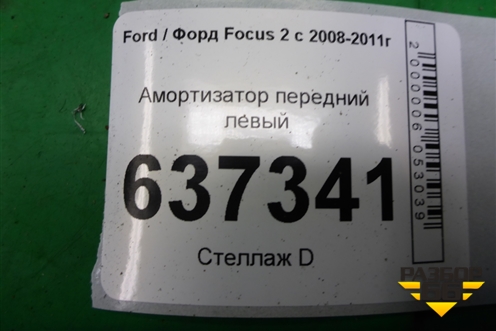 Ford / Форд Focus 2 с 2008-2011г
Амортизатор передний
левый
637341
Стеллаж D
2000006053039
РАЗБОР